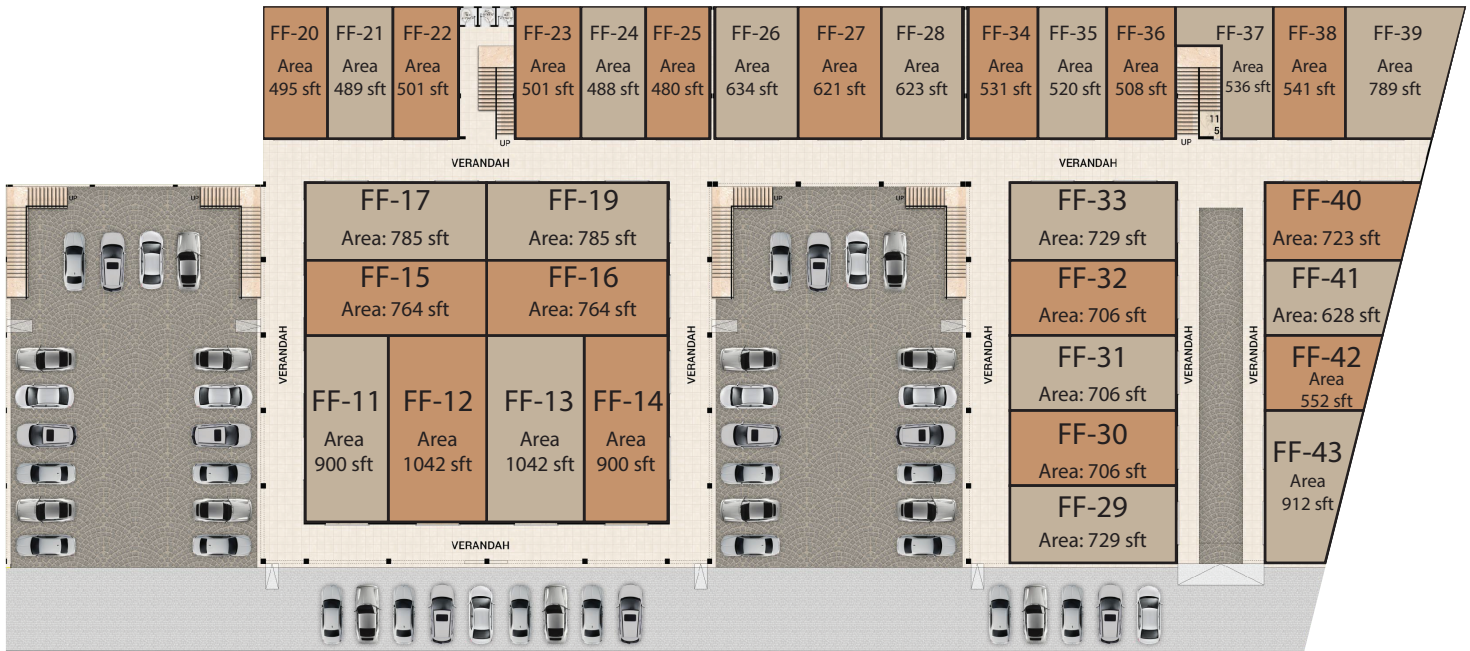 FF-20
Area
495 sft
FF-21
Area
489 sft
FF-22
Area
501 sft
FF-23
Area
501 sft
FF-24
Area
488 sft
FF-25
Area
480 sft
FF-26
Area
634 sft
FF-27
Area
621 sft
FF-28
Area
623 sft
FF-34
Area
531 sft
FF-35
Area
520 sft
FF-36
Area
508 sft
FF-37
Area
536 sft
FF-38
Area
541 sft
FF-39
Area
789 sft
11
5
UP
UP
VERANDAH
VERANDAH
UP
UP
UP
UP
FF-17
Area: 785 sft
FF-19
Area: 785 sft
FF-15
Area: 764 sft
FF-16
Area: 764 sft
FF-11
Area
900 sft
FF-12
Area
1042 sft
FF-13
Area
1042 sft
FF-14
Area
900 sft
VERANDAH
VERANDAH
VERANDAH
VERANDAH
FF-33
Area: 729 sft
FF-32
Area: 706 sft
FF-31
Area: 706 sft
FF-30
Area: 706 sft
FF-29
Area: 729 sft
VERANDAH
VERANDAH
FF-40
Area: 723 sft
FF-41
Area: 628 sft
FF-42
Area
552 sft
FF-43
Area
912 sft